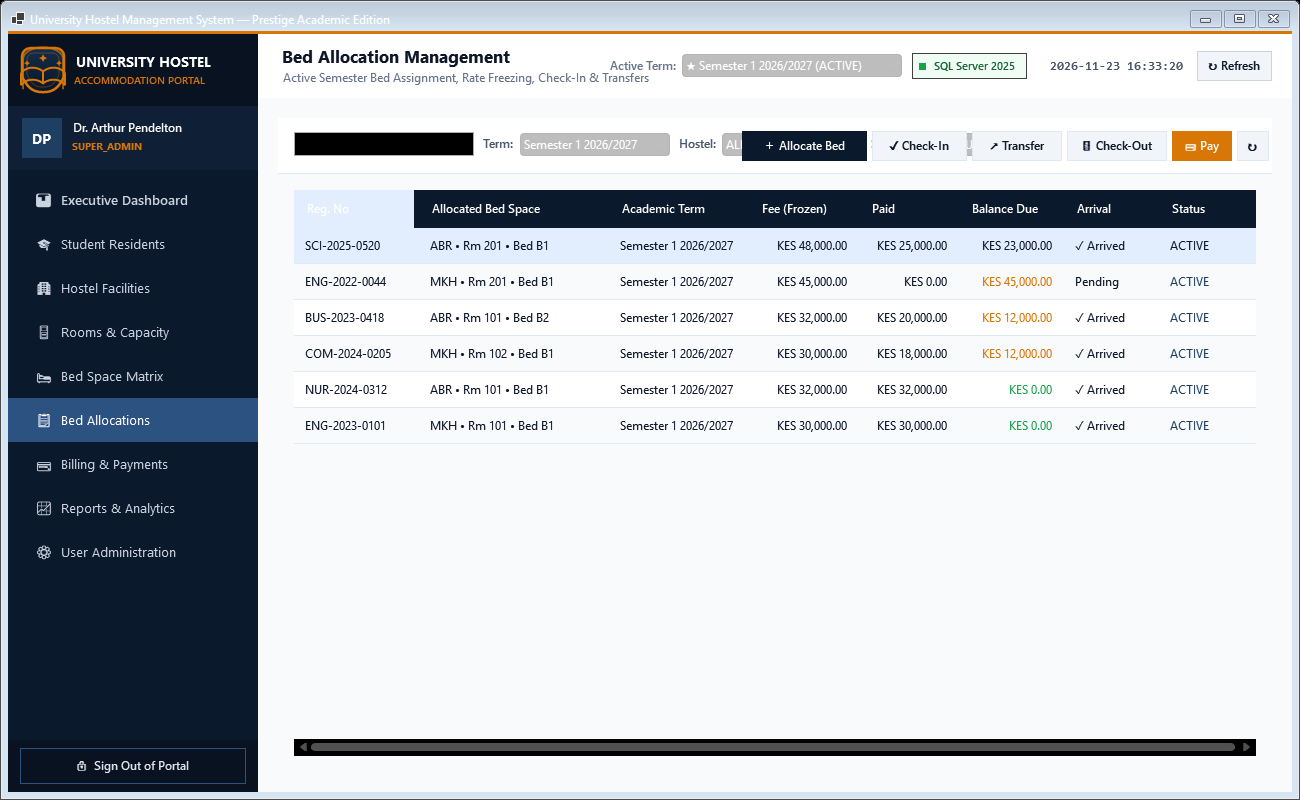 University Hostel Management System — Prestige Academic Edition
UNIVERSITY HOSTEL
ACCOMMODATION PORTAL
DP
Dr. Arthur Pendelton
SUPER_ADMIN
Executive Dashboard
Student Residents
Hostel Facilities
Rooms & Capacity
Bed Space Matrix
Bed Allocations
Billing & Payments
Reports & Analytics
User Administration
Sign Out of Portal
Bed Allocation Management
Active Semester Bed Assignment, Rate Freezing, Check-In & Transfers
Active Term: ★ Semester 1 2026/2027 (ACTIVE) ■ SQL Server 2025 2026-11-23 16:33:20 ↻ Refresh
Term: Semester 1 2026/2027 Hostel: + Allocate Bed ✓ Check-In ↗ Transfer Check-Out Pay ↻
Reg. No Allocated Bed Space Academic Term Fee (Frozen) Paid Balance Due Arrival Status
SCI-2025-0520 ABR • Rm 201 • Bed B1 Semester 1 2026/2027 KES 48,000.00 KES 25,000.00 KES 23,000.00 ✓ Arrived ACTIVE
ENG-2022-0044 MKH • Rm 201 • Bed B1 Semester 1 2026/2027 KES 45,000.00 KES 0.00 KES 45,000.00 Pending ACTIVE
BUS-2023-0418 ABR • Rm 101 • Bed B2 Semester 1 2026/2027 KES 32,000.00 KES 20,000.00 KES 12,000.00 ✓ Arrived ACTIVE
COM-2024-0205 MKH • Rm 102 • Bed B1 Semester 1 2026/2027 KES 30,000.00 KES 18,000.00 KES 12,000.00 ✓ Arrived ACTIVE
NUR-2024-0312 ABR • Rm 101 • Bed B1 Semester 1 2026/2027 KES 32,000.00 KES 32,000.00 KES 0.00 ✓ Arrived ACTIVE
ENG-2023-0101 MKH • Rm 101 • Bed B1 Semester 1 2026/2027 KES 30,000.00 KES 30,000.00 KES 0.00 ✓ Arrived ACTIVE